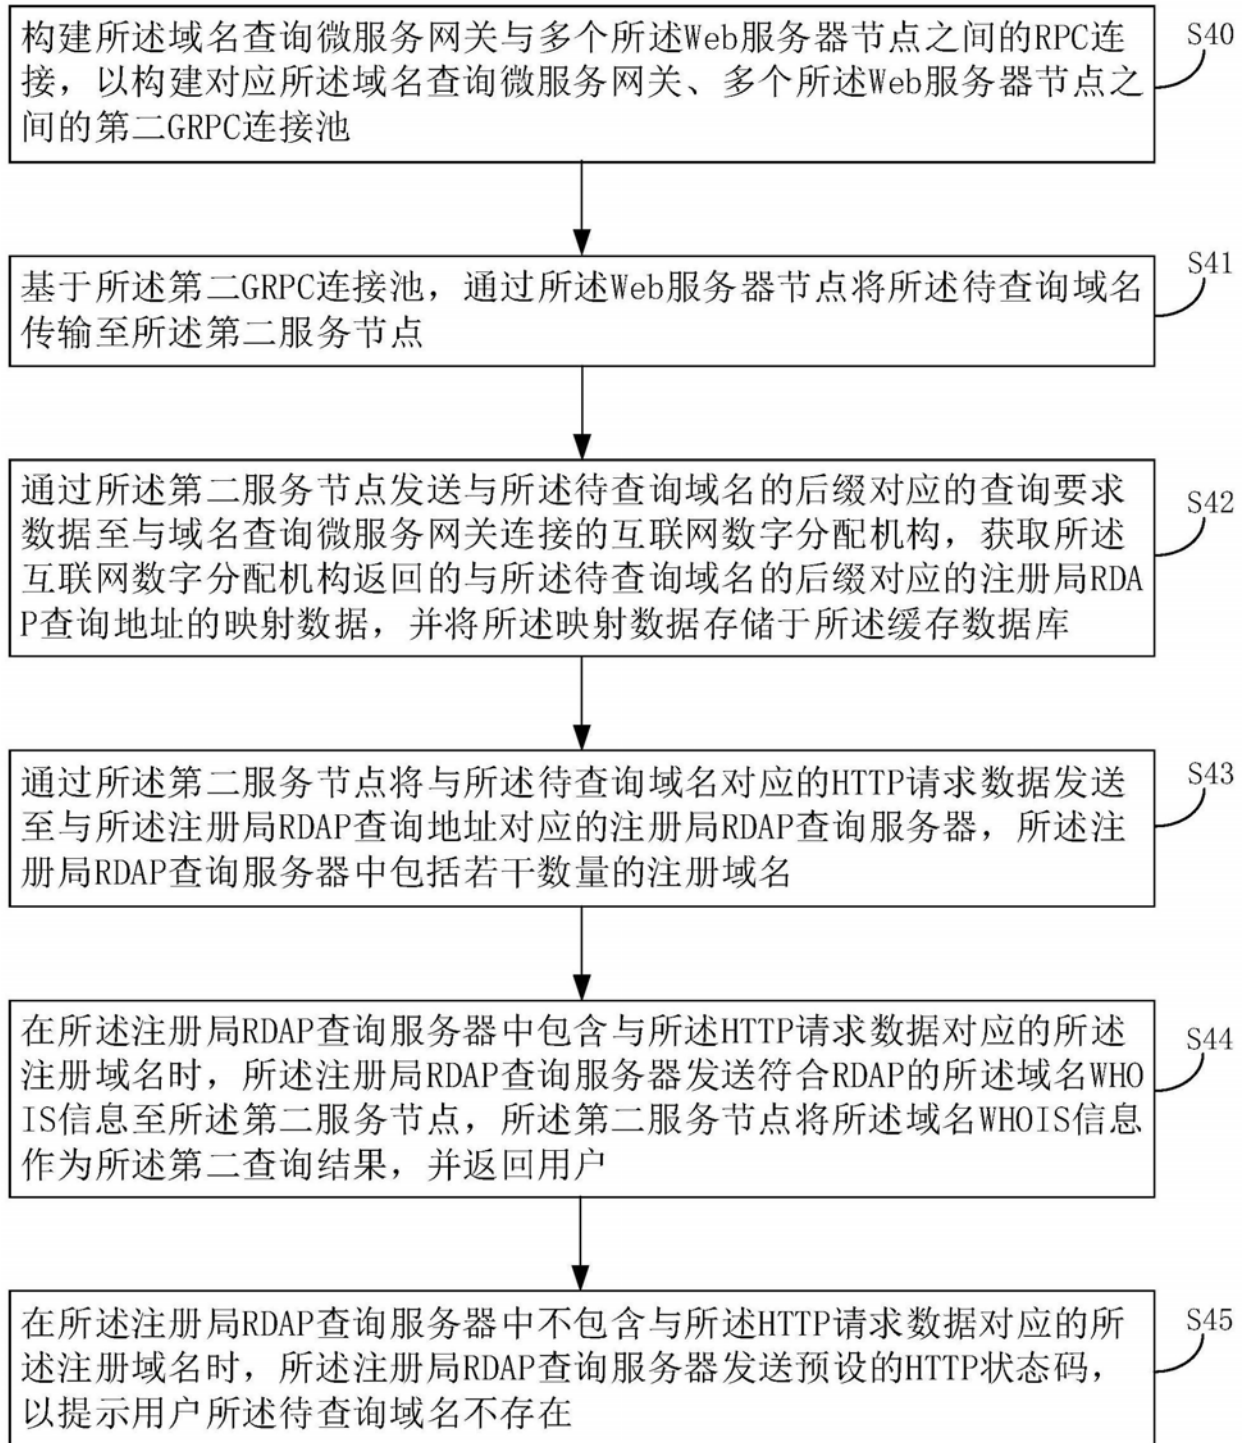 构建所述域名查询微服务网关与多个所述Web服务器节点之间的RPC连
接，以构建对应所述域名查询微服务网关、多个所述Web服务器节点之
间的第二GRPC连接池
S40
基于所述第二GRPC连接池，通过所述Web服务器节点将所述待查询域名
传输至所述第二服务节点
S41
通过所述第二服务节点发送与所述待查询域名的后缀对应的查询要求
数据至与域名查询微服务网关连接的互联网数字分配机构，获取所述
互联网数字分配机构返回的与所述待查询域名的后缀对应的注册局RDA
P查询地址的映射数据，并将所述映射数据存储于所述缓存数据库
S42
通过所述第二服务节点将与所述待查询域名对应的HTTP请求数据发送
至与所述注册局RDAP查询地址对应的注册局RDAP查询服务器，所述注
册局RDAP查询服务器中包括若干数量的注册域名
S43
在所述注册局RDAP查询服务器中包含与所述HTTP请求数据对应的所述
注册域名时，所述注册局RDAP查询服务器发送符合RDAP的所述域名WHO
IS信息至所述第二服务节点，所述第二服务节点将所述域名WHOIS信息
作为所述第二查询结果，并返回用户
S44
在所述注册局RDAP查询服务器中不包含与所述HTTP请求数据对应的所
述注册域名时，所述注册局RDAP查询服务器发送预设的HTTP状态码，
以提示用户所述待查询域名不存在
S45